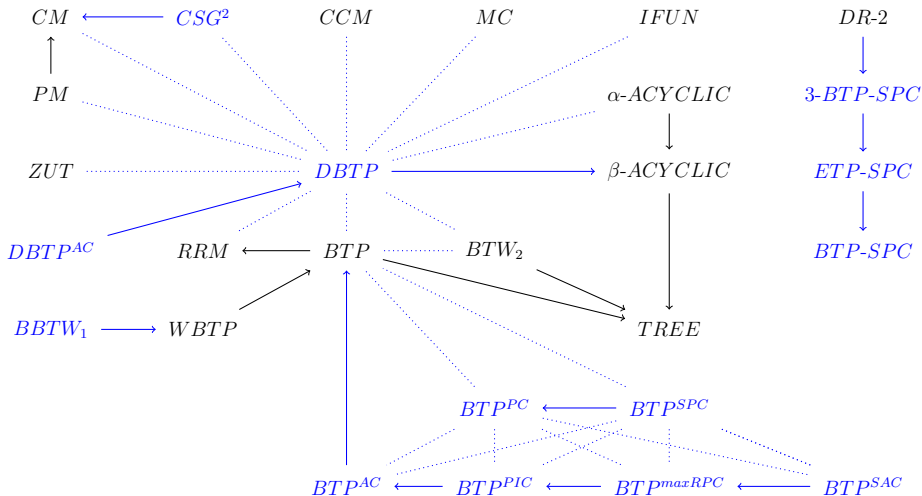 CM CSG² CCM MC IFUN DR-2
PM α-ACYCLIC 3-BTP-SPC
ZUT DBTP β-ACYCLIC ETP-SPC
DBTP^{AC} RRM BTP BTW₂ BTP-SPC
BBTW₁ WBTP TREE
BTP^{PC} BTP^{SPC}
BTP^{AC} BTP^{PIC} BTP^{maxRPC} BTP^{SAC}